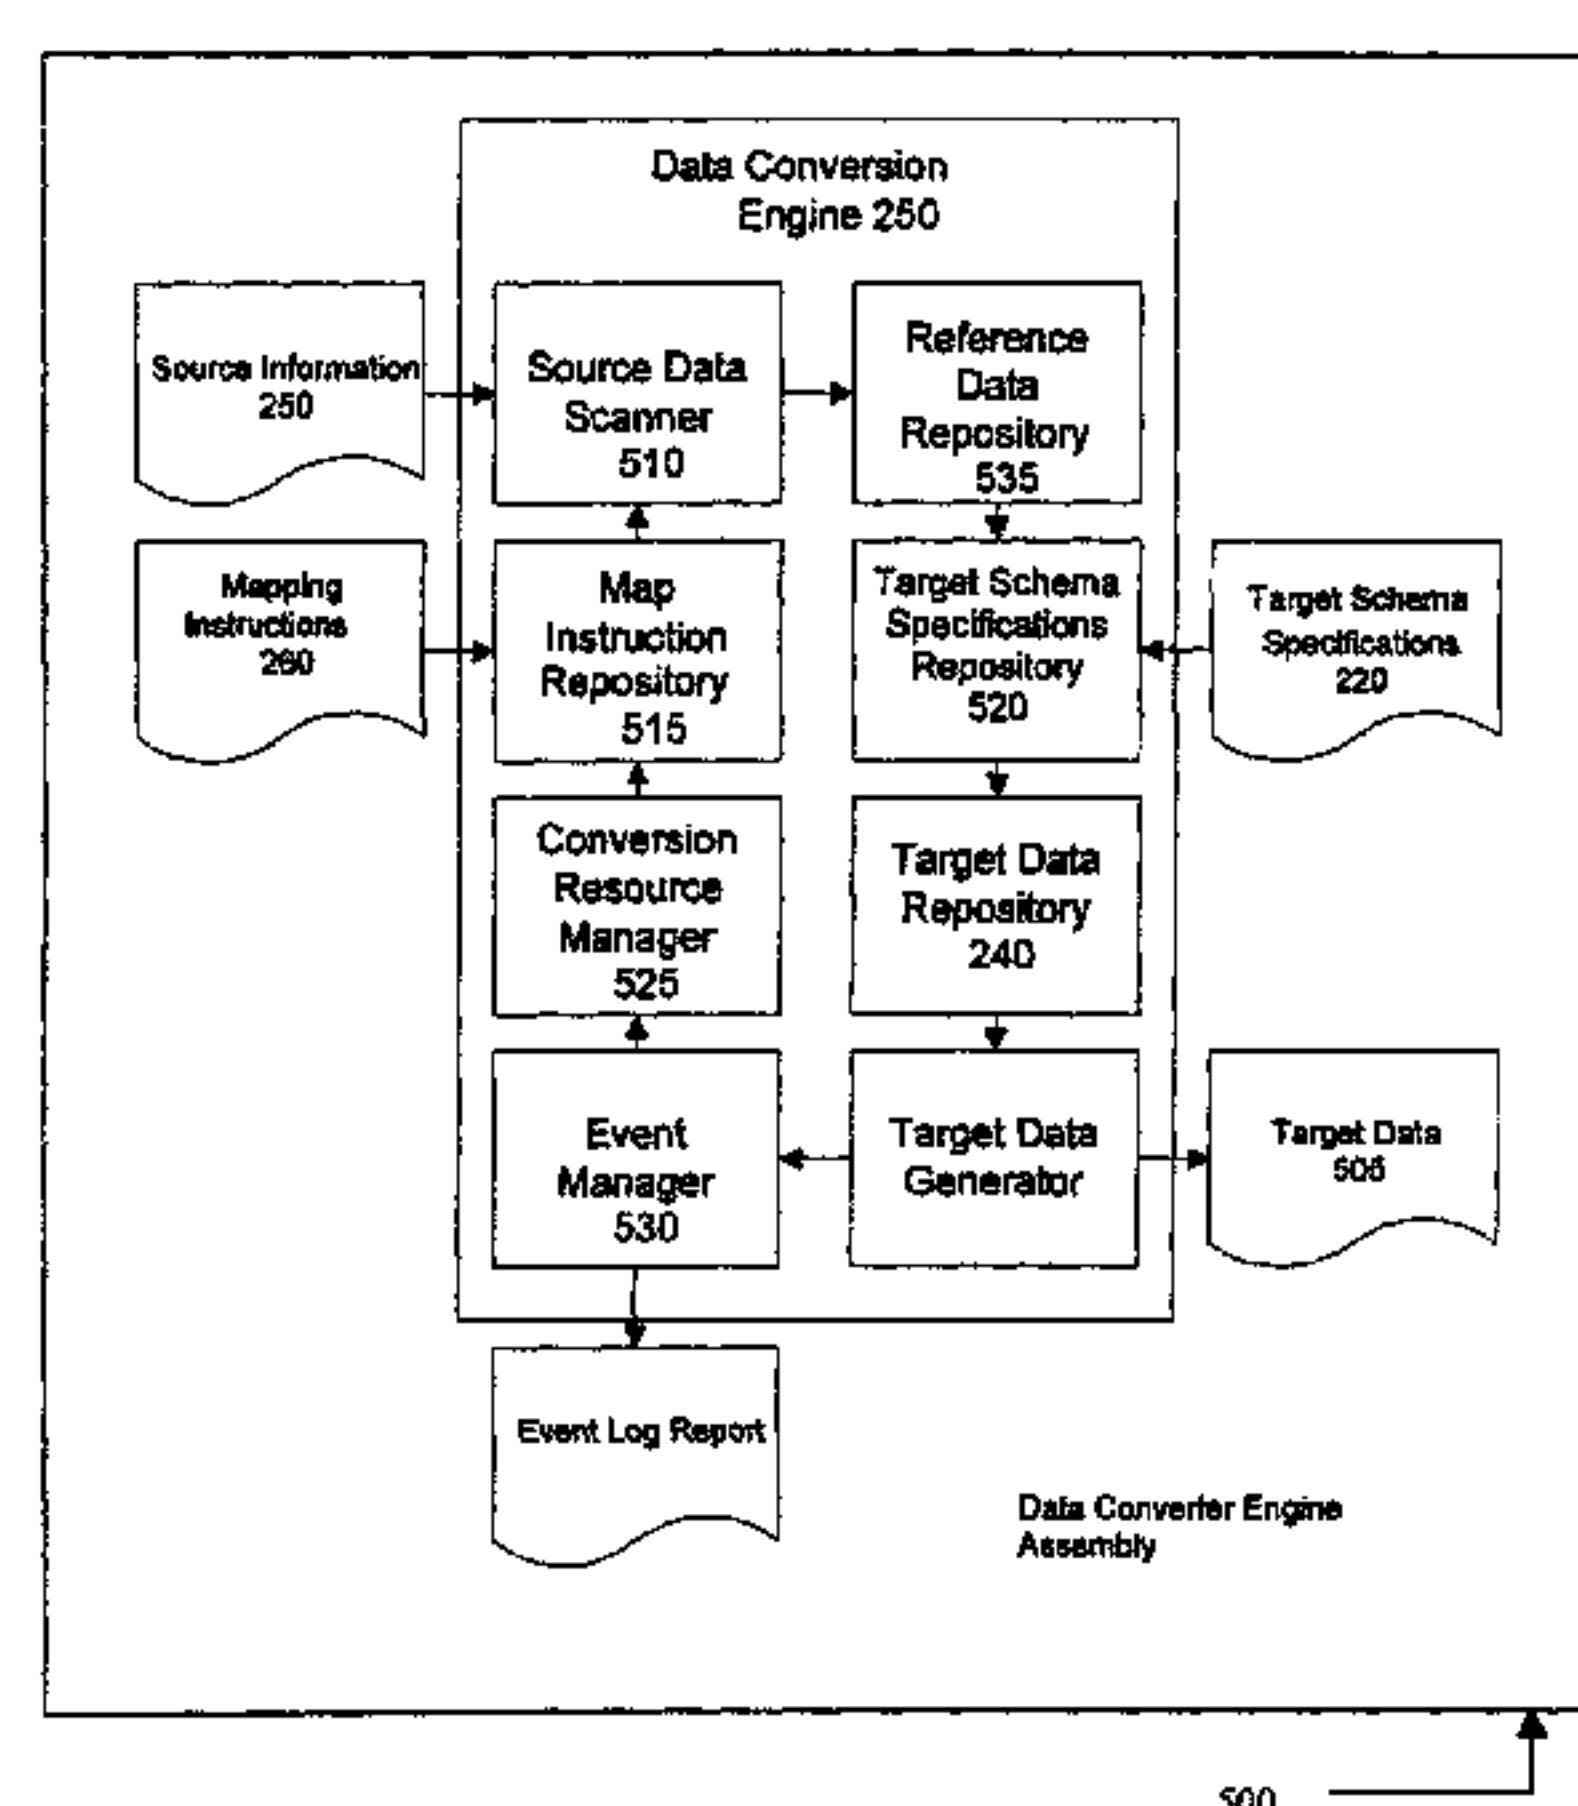 Data Conversion
Engine 250
Source Information
250
Source Data
Scanner
510
Reference
Data
Repository
535
Mapping
Instructions
260
Map
Instruction
Repository
515
Target Schema
Specifications
Repository
520
Target Schema
Specifications
220
Conversion
Resource
Manager
525
Target Data
Repository
240
Event
Manager
530
Target Data
Generator
Target Data
505
Event Log Report
Data Converter Engine
Assembly
500